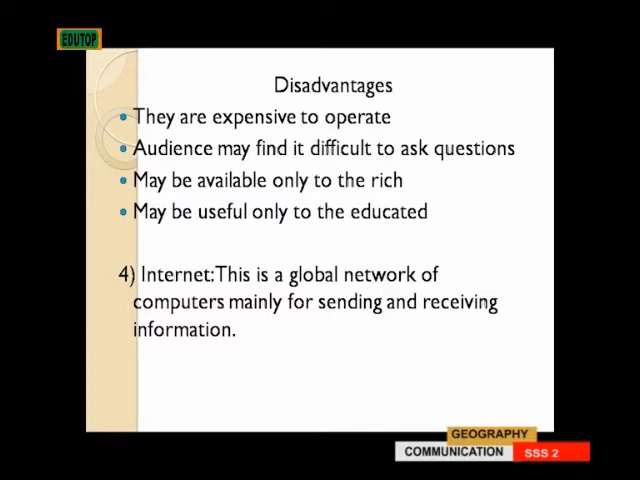 EDUTOP
Disadvantages
• They are expensive to operate
• Audience may find it difficult to ask questions
• May be available only to the rich
• May be useful only to the educated
4) Internet:This is a global network of
computers mainly for sending and receiving
information.
GEOGRAPHY
COMMUNICATION SSS 2